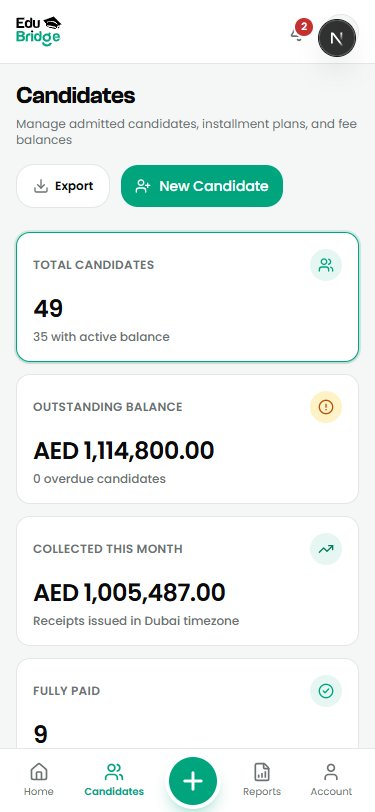 Edu
Bridge
2
N
Candidates
Manage admitted candidates, installment plans, and fee
balances
Export
New Candidate
TOTAL CANDIDATES
49
35 with active balance
OUTSTANDING BALANCE
AED 1,114,800.00
0 overdue candidates
COLLECTED THIS MONTH
AED 1,005,487.00
Receipts issued in Dubai timezone
FULLY PAID
9
Home
Candidates
Reports
Account